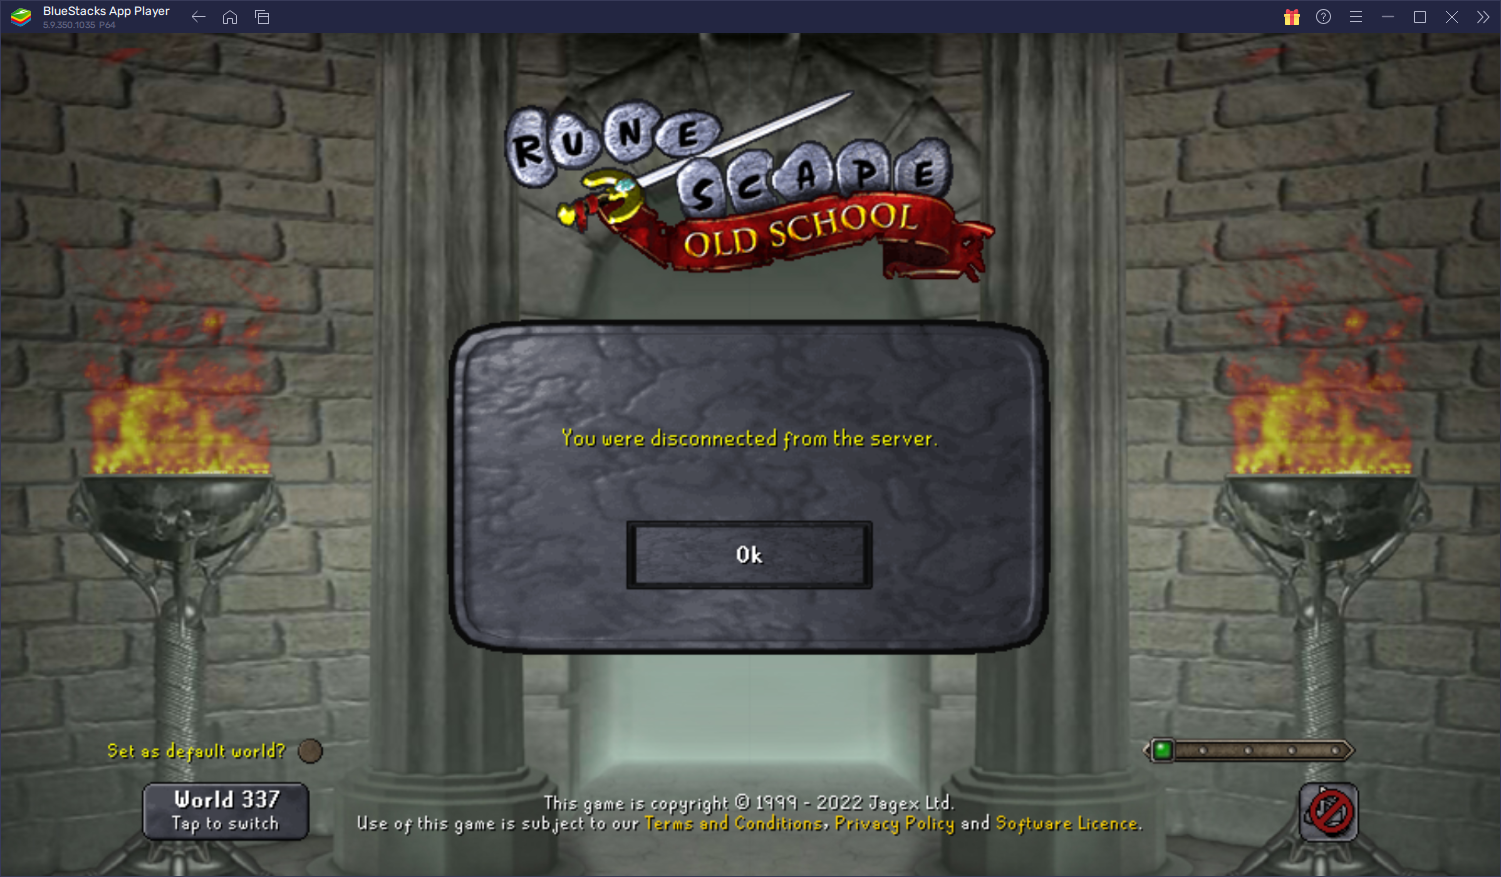 BlueStacks App Player
5.9.350.1035 P64
RUNE
SCAPE
OLD SCHOOL
You were disconnected from the server.
Ok
Set as default world?
World 337
Tap to switch
This game is copyright © 1999 - 2022 Jagex Ltd.
Use of this game is subject to our Terms and Conditions, Privacy Policy and Software Licence.